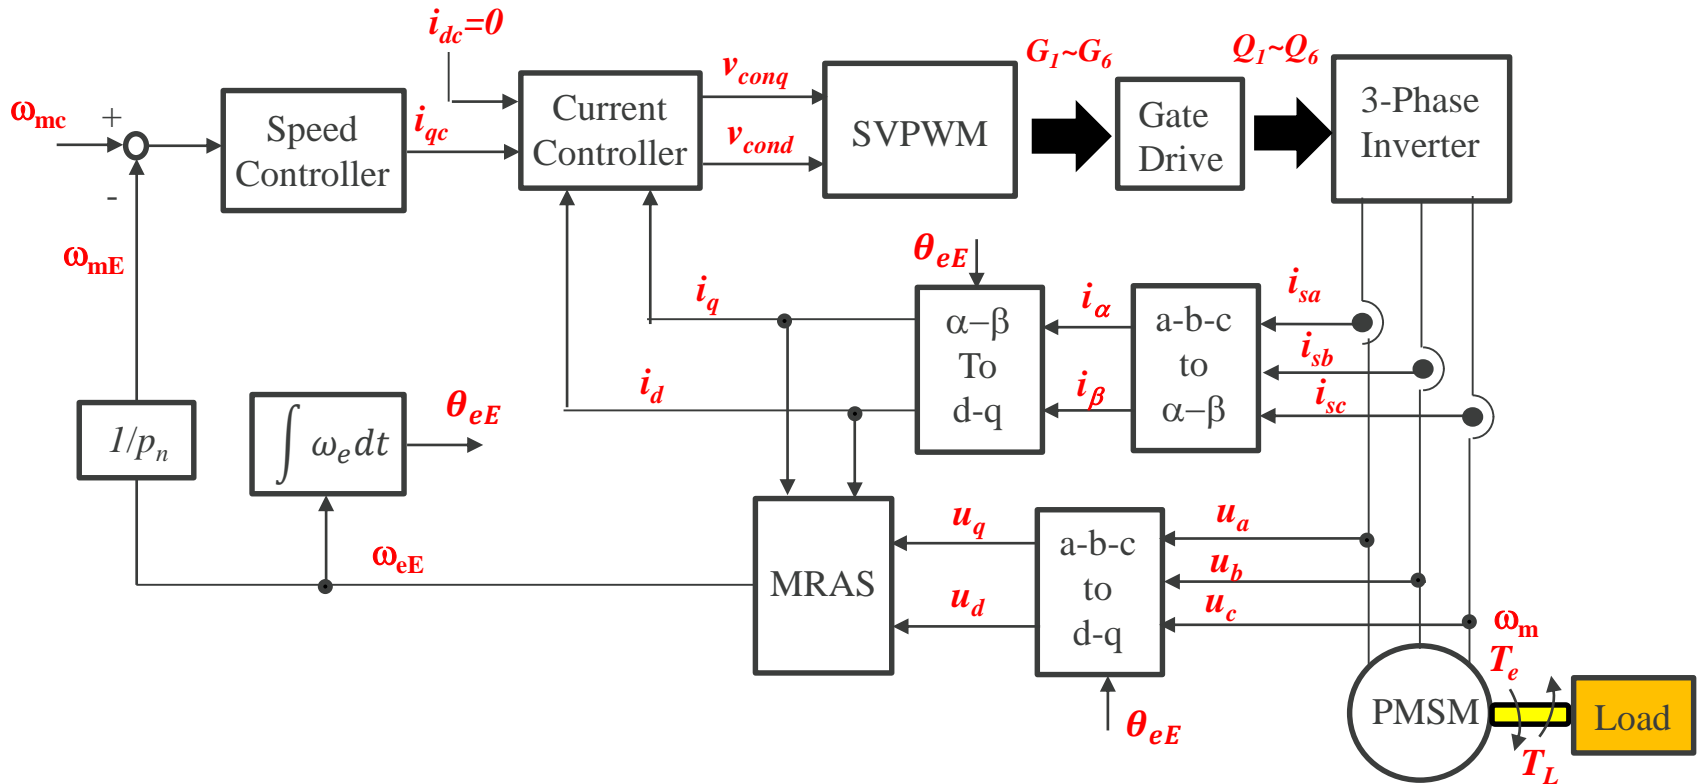 i_dc=0
G_1~G_6
Q_1~Q_6
ω_mc
+
-
Speed
Controller
i_qc
Current
Controller
v_conq
v_cond
SVPWM
Gate
Drive
3-Phase
Inverter
ω_mE
θ_eE
i_q
i_d
α−β
To
d-q
i_α
i_β
a-b-c
to
α−β
i_sa
i_sb
i_sc
1/p_n
∫ ω_e dt
θ_eE
ω_eE
MRAS
u_q
u_d
a-b-c
to
d-q
u_a
u_b
u_c
θ_eE
ω_m
T_e
PMSM
T_L
Load